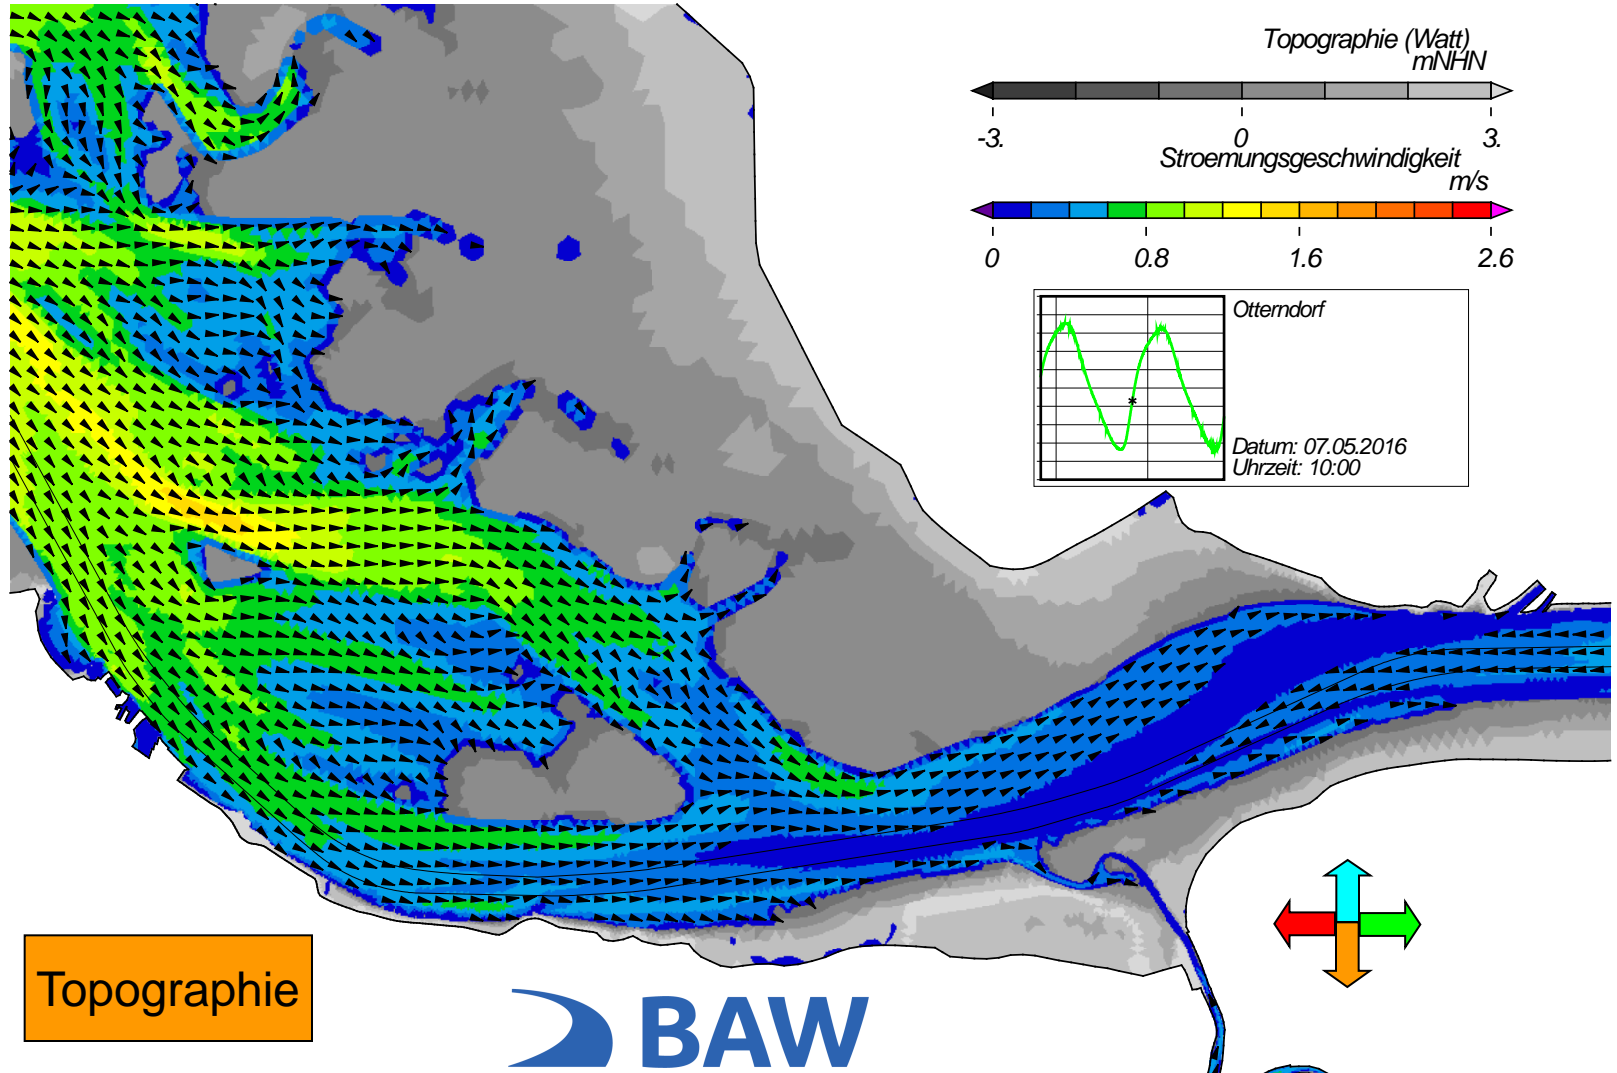 Topographie (Watt)
mNHN
-3.
0
3.
Stroemungsgeschwindigkeit
m/s
0
0.8
1.6
2.6
Otterndorf
Datum: 07.05.2016
Uhrzeit: 10:00
Topographie
BAW